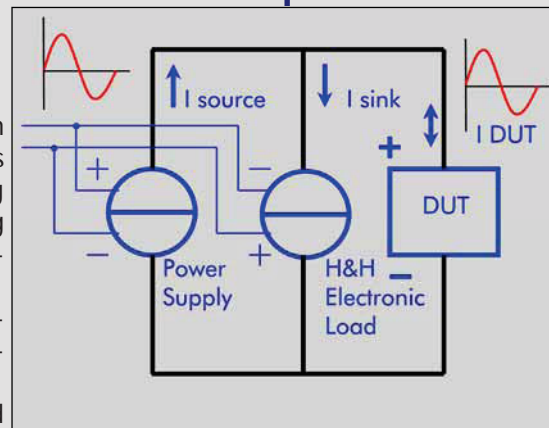 I source
I sink
I DUT
+
−
+
DUT
−
+
−
Power
Supply
H&H
Electronic
Load